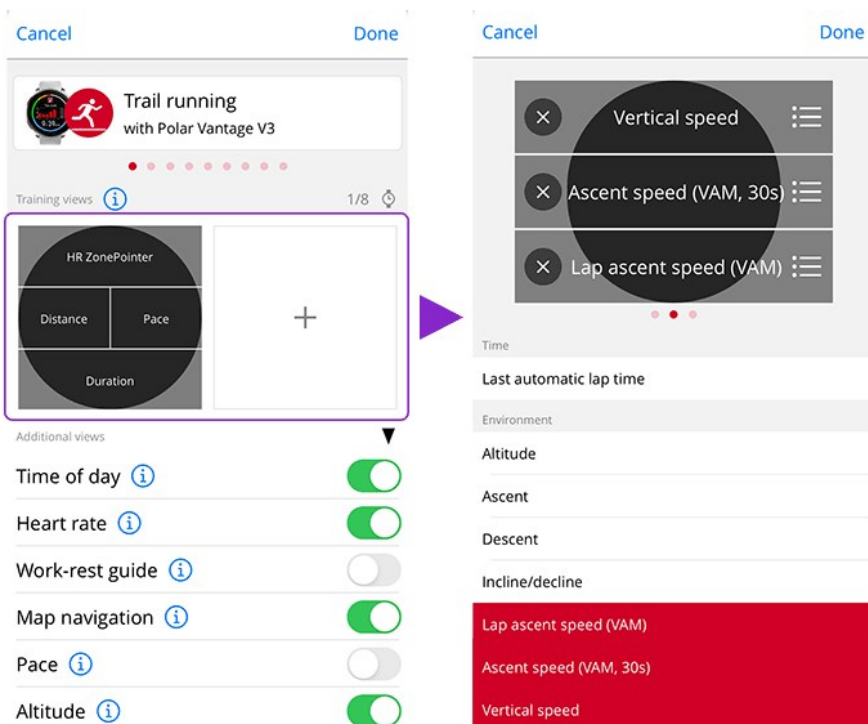 Cancel
Done
Trail running
with Polar Vantage V3
Training views
1/8
HR ZonePointer
Distance
Pace
Duration
+
Additional views
Time of day
Heart rate
Work-rest guide
Map navigation
Pace
Altitude
Cancel
Done
Vertical speed
Ascent speed (VAM, 30s)
Lap ascent speed (VAM)
Time
Last automatic lap time
Environment
Altitude
Ascent
Descent
Incline/decline
Lap ascent speed (VAM)
Ascent speed (VAM, 30s)
Vertical speed